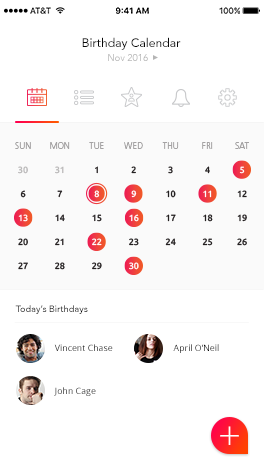 AT&T 9:41 AM 100%
Birthday Calendar
Nov 2016
SUN MON TUE WED THU FRI SAT
30 31 1 2 3 4 5
6 7 8 9 10 11 12
13 14 15 16 17 18 19
20 21 22 23 24 25 26
27 28 29 30
Today's Birthdays
Vincent Chase April O'Neil
John Cage